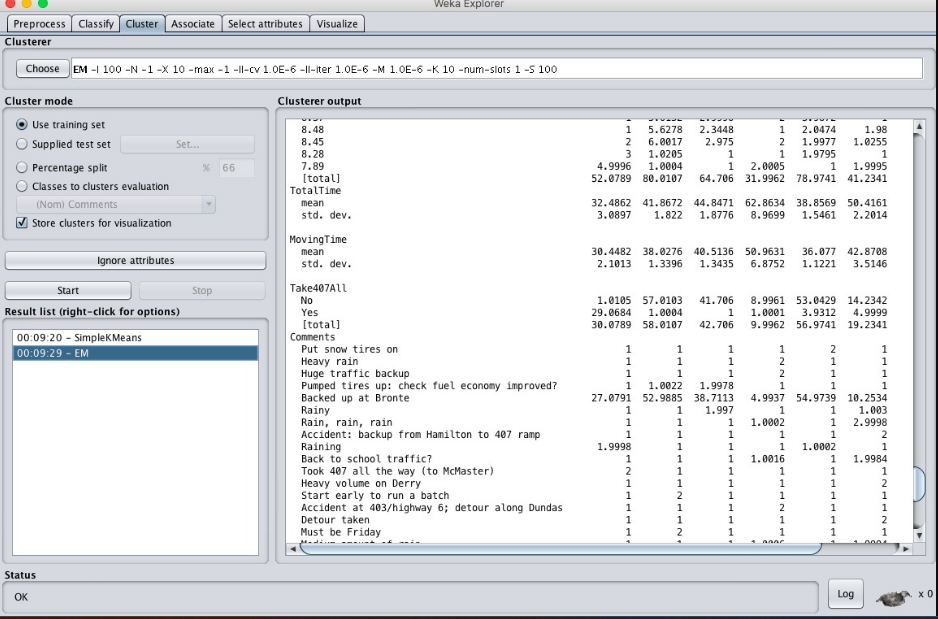 Weka Explorer
Preprocess Classify Cluster Associate Select attributes Visualize
Clusterer
Choose EM -I 100 -N -1 -X 10 -max -1 -ll-cv 1.0E-6 -ll-iter 1.0E-6 -M 1.0E-6 -K 10 -num-slots 1 -S 100
Cluster mode
Use training set
Supplied test set Set...
Percentage split % 66
Classes to clusters evaluation
(Nom) Comments
Store clusters for visualization
Ignore attributes
Start Stop
Result list (right-click for options)
00:09:20 - SimpleKMeans
00:09:29 - EM
Clusterer output
8.48 1 5.6278 2.3448 1 2.0474 1.98
8.45 2 6.0017 2.975 2 1.9977 1.0255
8.28 3 1.0205 1 1 1.9795 1
7.89 4.9996 1.0004 1 2.0005 1 1.9995
[total] 52.0789 80.0107 64.706 31.9962 78.9741 41.2341
TotalTime
mean 32.4862 41.8672 44.8471 62.8634 38.8569 50.4161
std. dev. 3.0897 1.822 1.8776 8.9699 1.5461 2.2014
MovingTime
mean 30.4482 38.0276 40.5136 50.9631 36.077 42.8708
std. dev. 2.1013 1.3396 1.3435 6.8752 1.1221 3.5146
Take407All
No 1.0105 57.0103 41.706 8.9961 53.0429 14.2342
Yes 29.0684 1.0004 1 1.0001 3.9312 4.9999
[total] 30.0789 58.0107 42.706 9.9962 56.9741 19.2341
Comments
Put snow tires on 1 1 1 1 2 1
Heavy rain 1 1 1 2 1 1
Huge traffic backup 1 1 1 2 1 1
Pumped tires up: check fuel economy improved? 1 1.0022 1.9978 1 1 1
Backed up at Bronte 27.0791 52.9885 38.7113 4.9937 54.9739 10.2534
Rainy 1 1 1.997 1 1 1.003
Rain, rain, rain 1 1 1 1.0002 1 2.9998
Accident: backup from Hamilton to 407 ramp 1 1 1 1 1 2
Raining 1.9998 1 1 1 1.0002 1
Back to school traffic? 1 1 1 1.0016 1 1.9984
Took 407 all the way (to McMaster) 2 1 1 1 1 1
Heavy volume on Derry 1 1 1 1 1 2
Start early to run a batch 1 2 1 1 1 1
Accident at 403/highway 6; detour along Dundas 1 1 1 2 1 1
Detour taken 1 1 1 1 1 2
Must be Friday 1 2 1 1 1 1
Status
OK
Log x 0